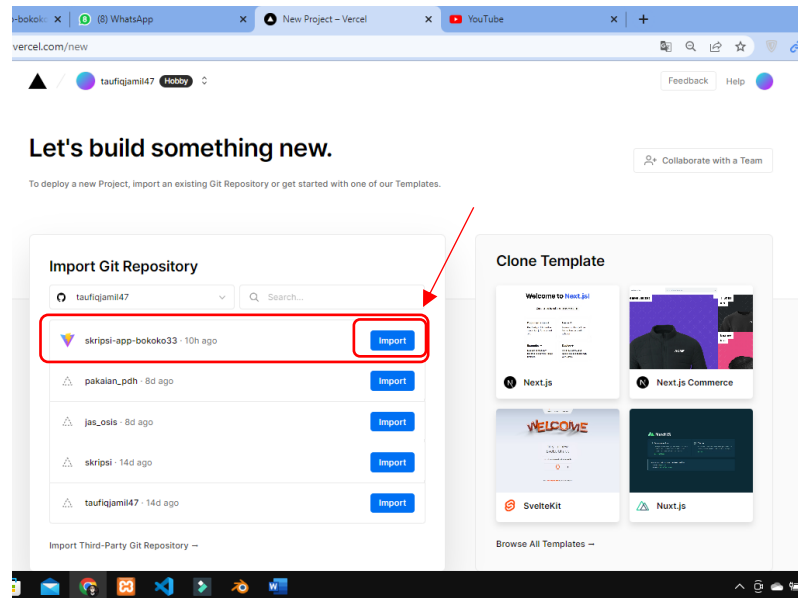 -bokok
(8) WhatsApp
New Project – Vercel
YouTube
vercel.com/new
taufiqjamil47 Hobby
Feedback
Help
Let's build something new.
Collaborate with a Team
To deploy a new Project, import an existing Git Repository or get started with one of our Templates.
Import Git Repository
taufiqjamil47
Search...
skripsi-app-bokoko33 · 10h ago
Import
pakaian_pdh · 8d ago
Import
jas_osis · 8d ago
Import
skripsi · 14d ago
Import
taufiqjamil47 · 14d ago
Import
Import Third-Party Git Repository →
Clone Template
Welcome to Next.js!
Next.js
Next.js Commerce
WELCOME
SvelteKit
Nuxt.js
Browse All Templates →